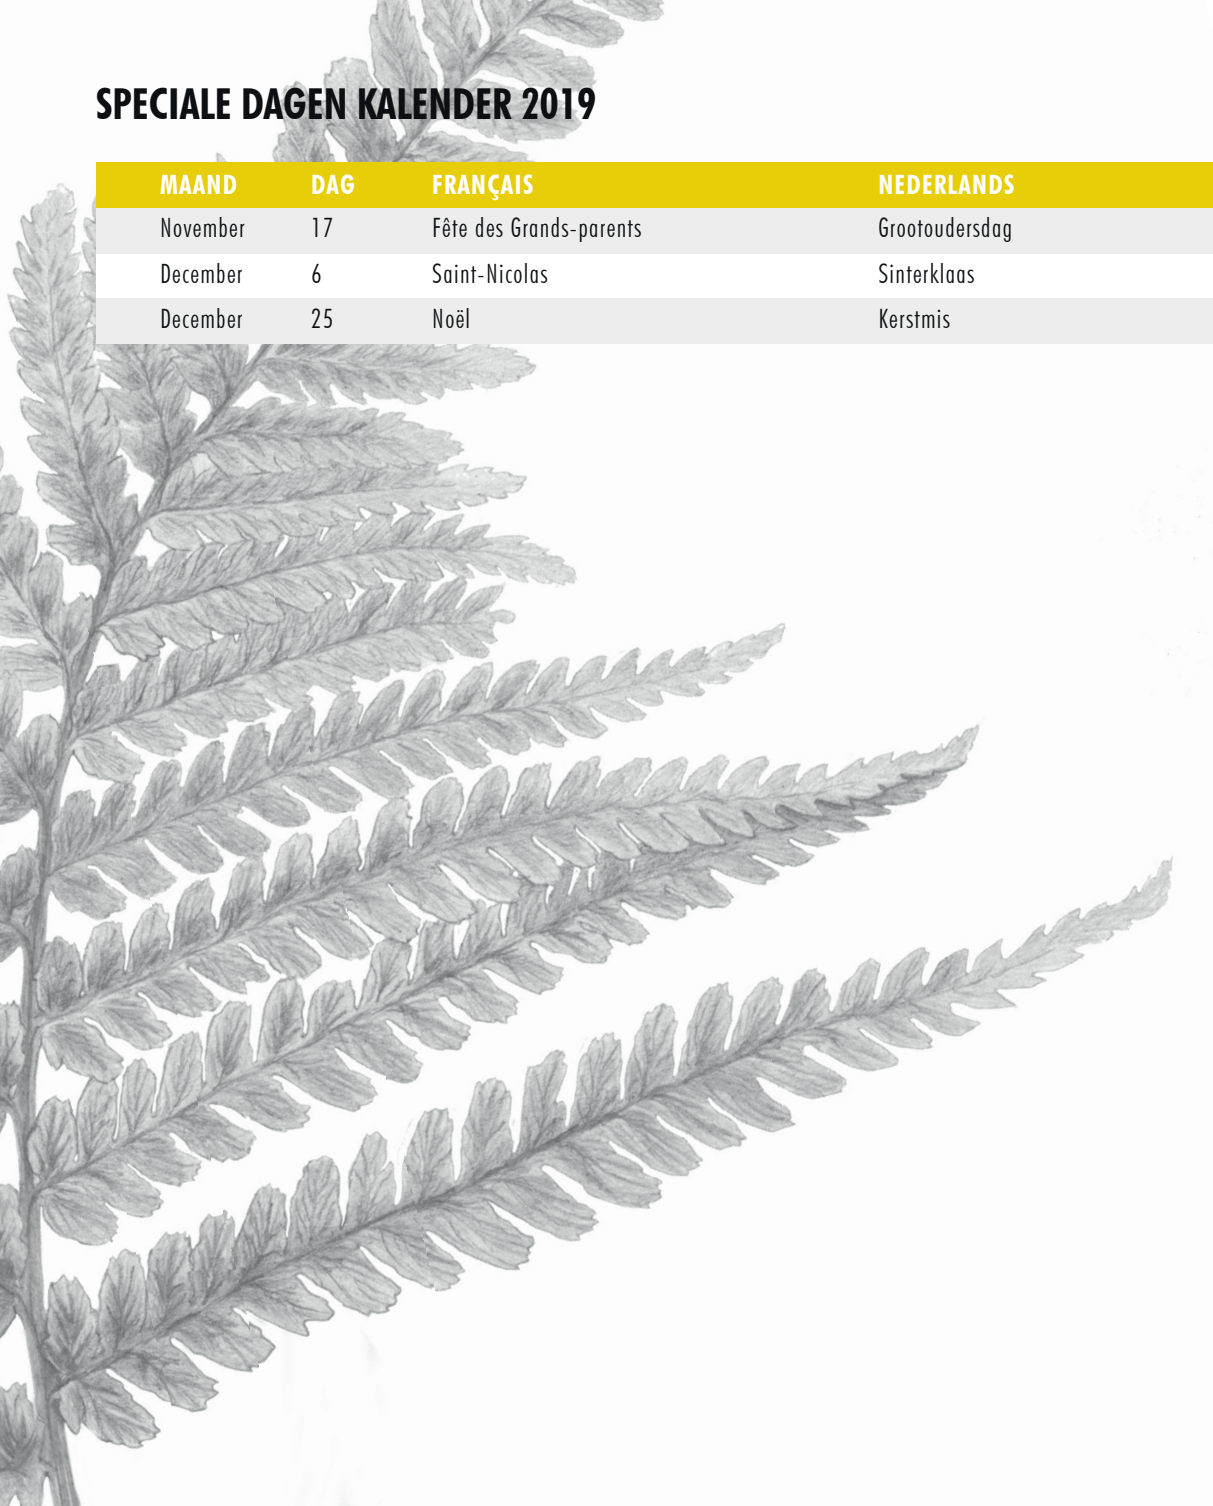 SPECIALE DAGEN KALENDER 2019
MAAND DAG FRANÇAIS NEDERLANDS
November 17 Fête des Grands-parents Grootoudersdag
December 6 Saint-Nicolas Sinterklaas
December 25 Noël Kerstmis